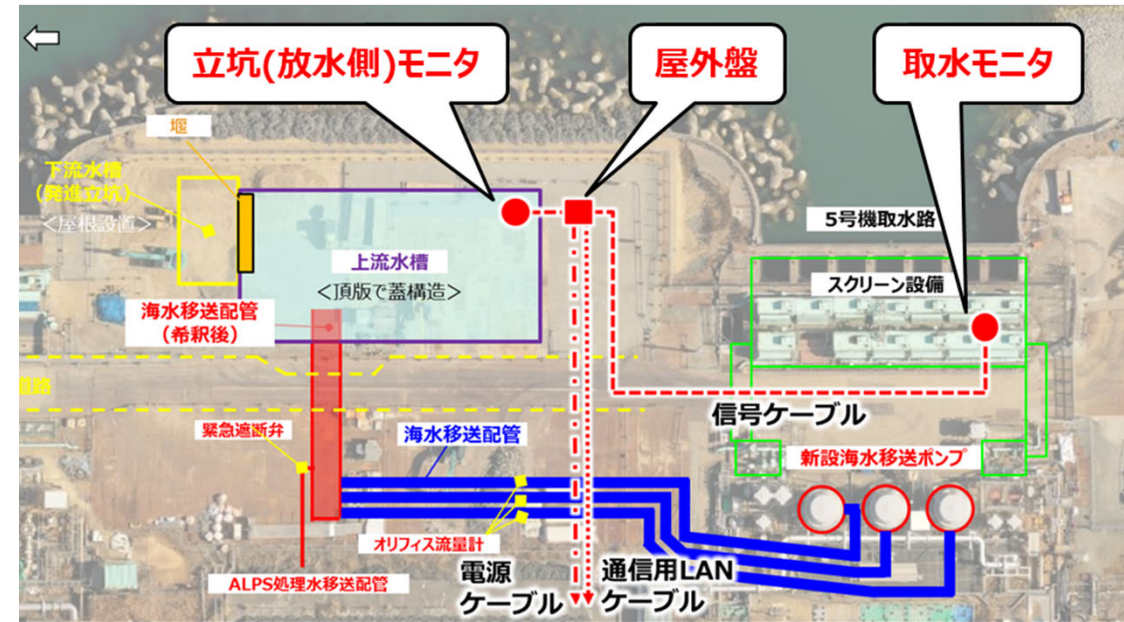 立坑(放水側)モニタ
屋外盤
取水モニタ
堰
下流水槽
(発進立坑)
＜屋根設置＞
5号機取水路
上流水槽
＜頂版で蓋構造＞
スクリーン設備
海水移送配管
(希釈後)
道路
信号ケーブル
緊急遮断弁
海水移送配管
新設海水移送ポンプ
オリフィス流量計
ALPS処理水移送配管
電源
ケーブル
通信用LAN
ケーブル